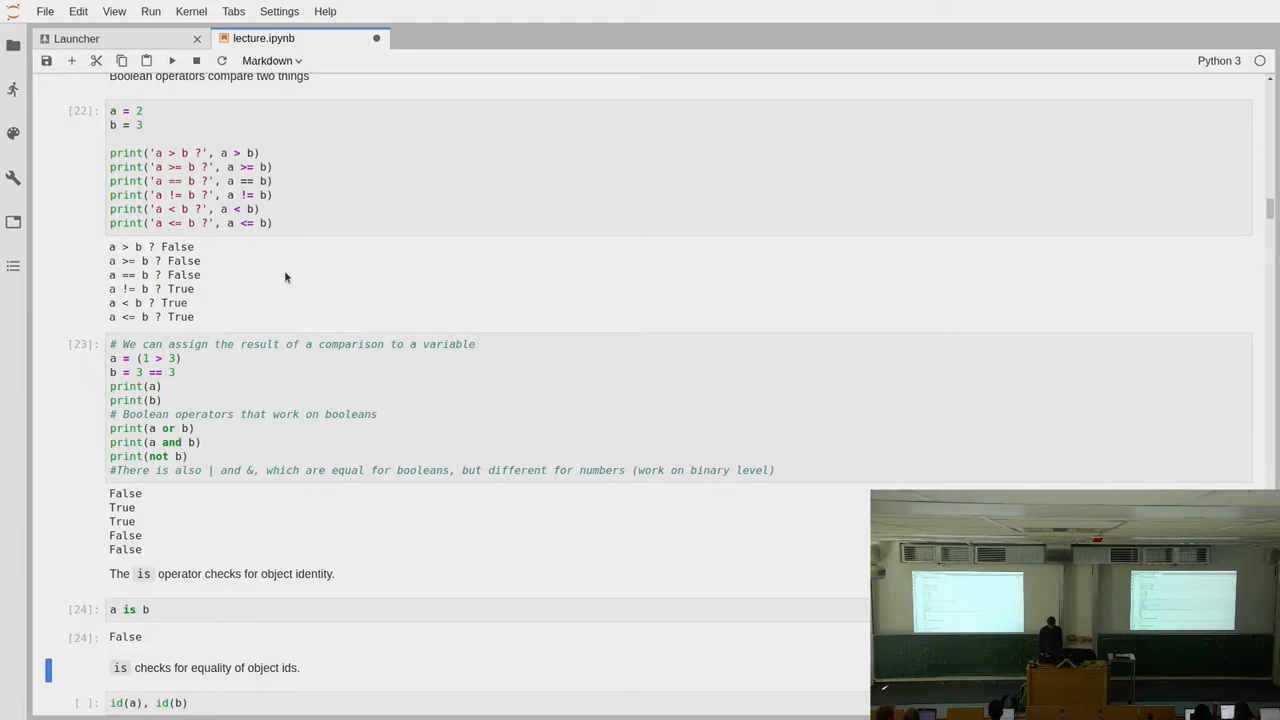 File Edit View Run Kernel Tabs Settings Help
Launcher
lecture.ipynb
Markdown
Python 3
Boolean operators compare two things
[22]:
a = 2
b = 3
print('a > b ?', a > b)
print('a >= b ?', a >= b)
print('a == b ?', a == b)
print('a != b ?', a != b)
print('a < b ?', a < b)
print('a <= b ?', a <= b)
a > b ? False
a >= b ? False
a == b ? False
a != b ? True
a < b ? True
a <= b ? True
[23]:
# We can assign the result of a comparison to a variable
a = (1 > 3)
b = 3 == 3
print(a)
print(b)
# Boolean operators that work on booleans
print(a or b)
print(a and b)
print(not b)
#There is also | and &, which are equal for booleans, but different for numbers (work on binary level)
False
True
True
False
False
The is operator checks for object identity.
[24]: a is b
[24]: False
is checks for equality of object ids.
[ ]: id(a), id(b)